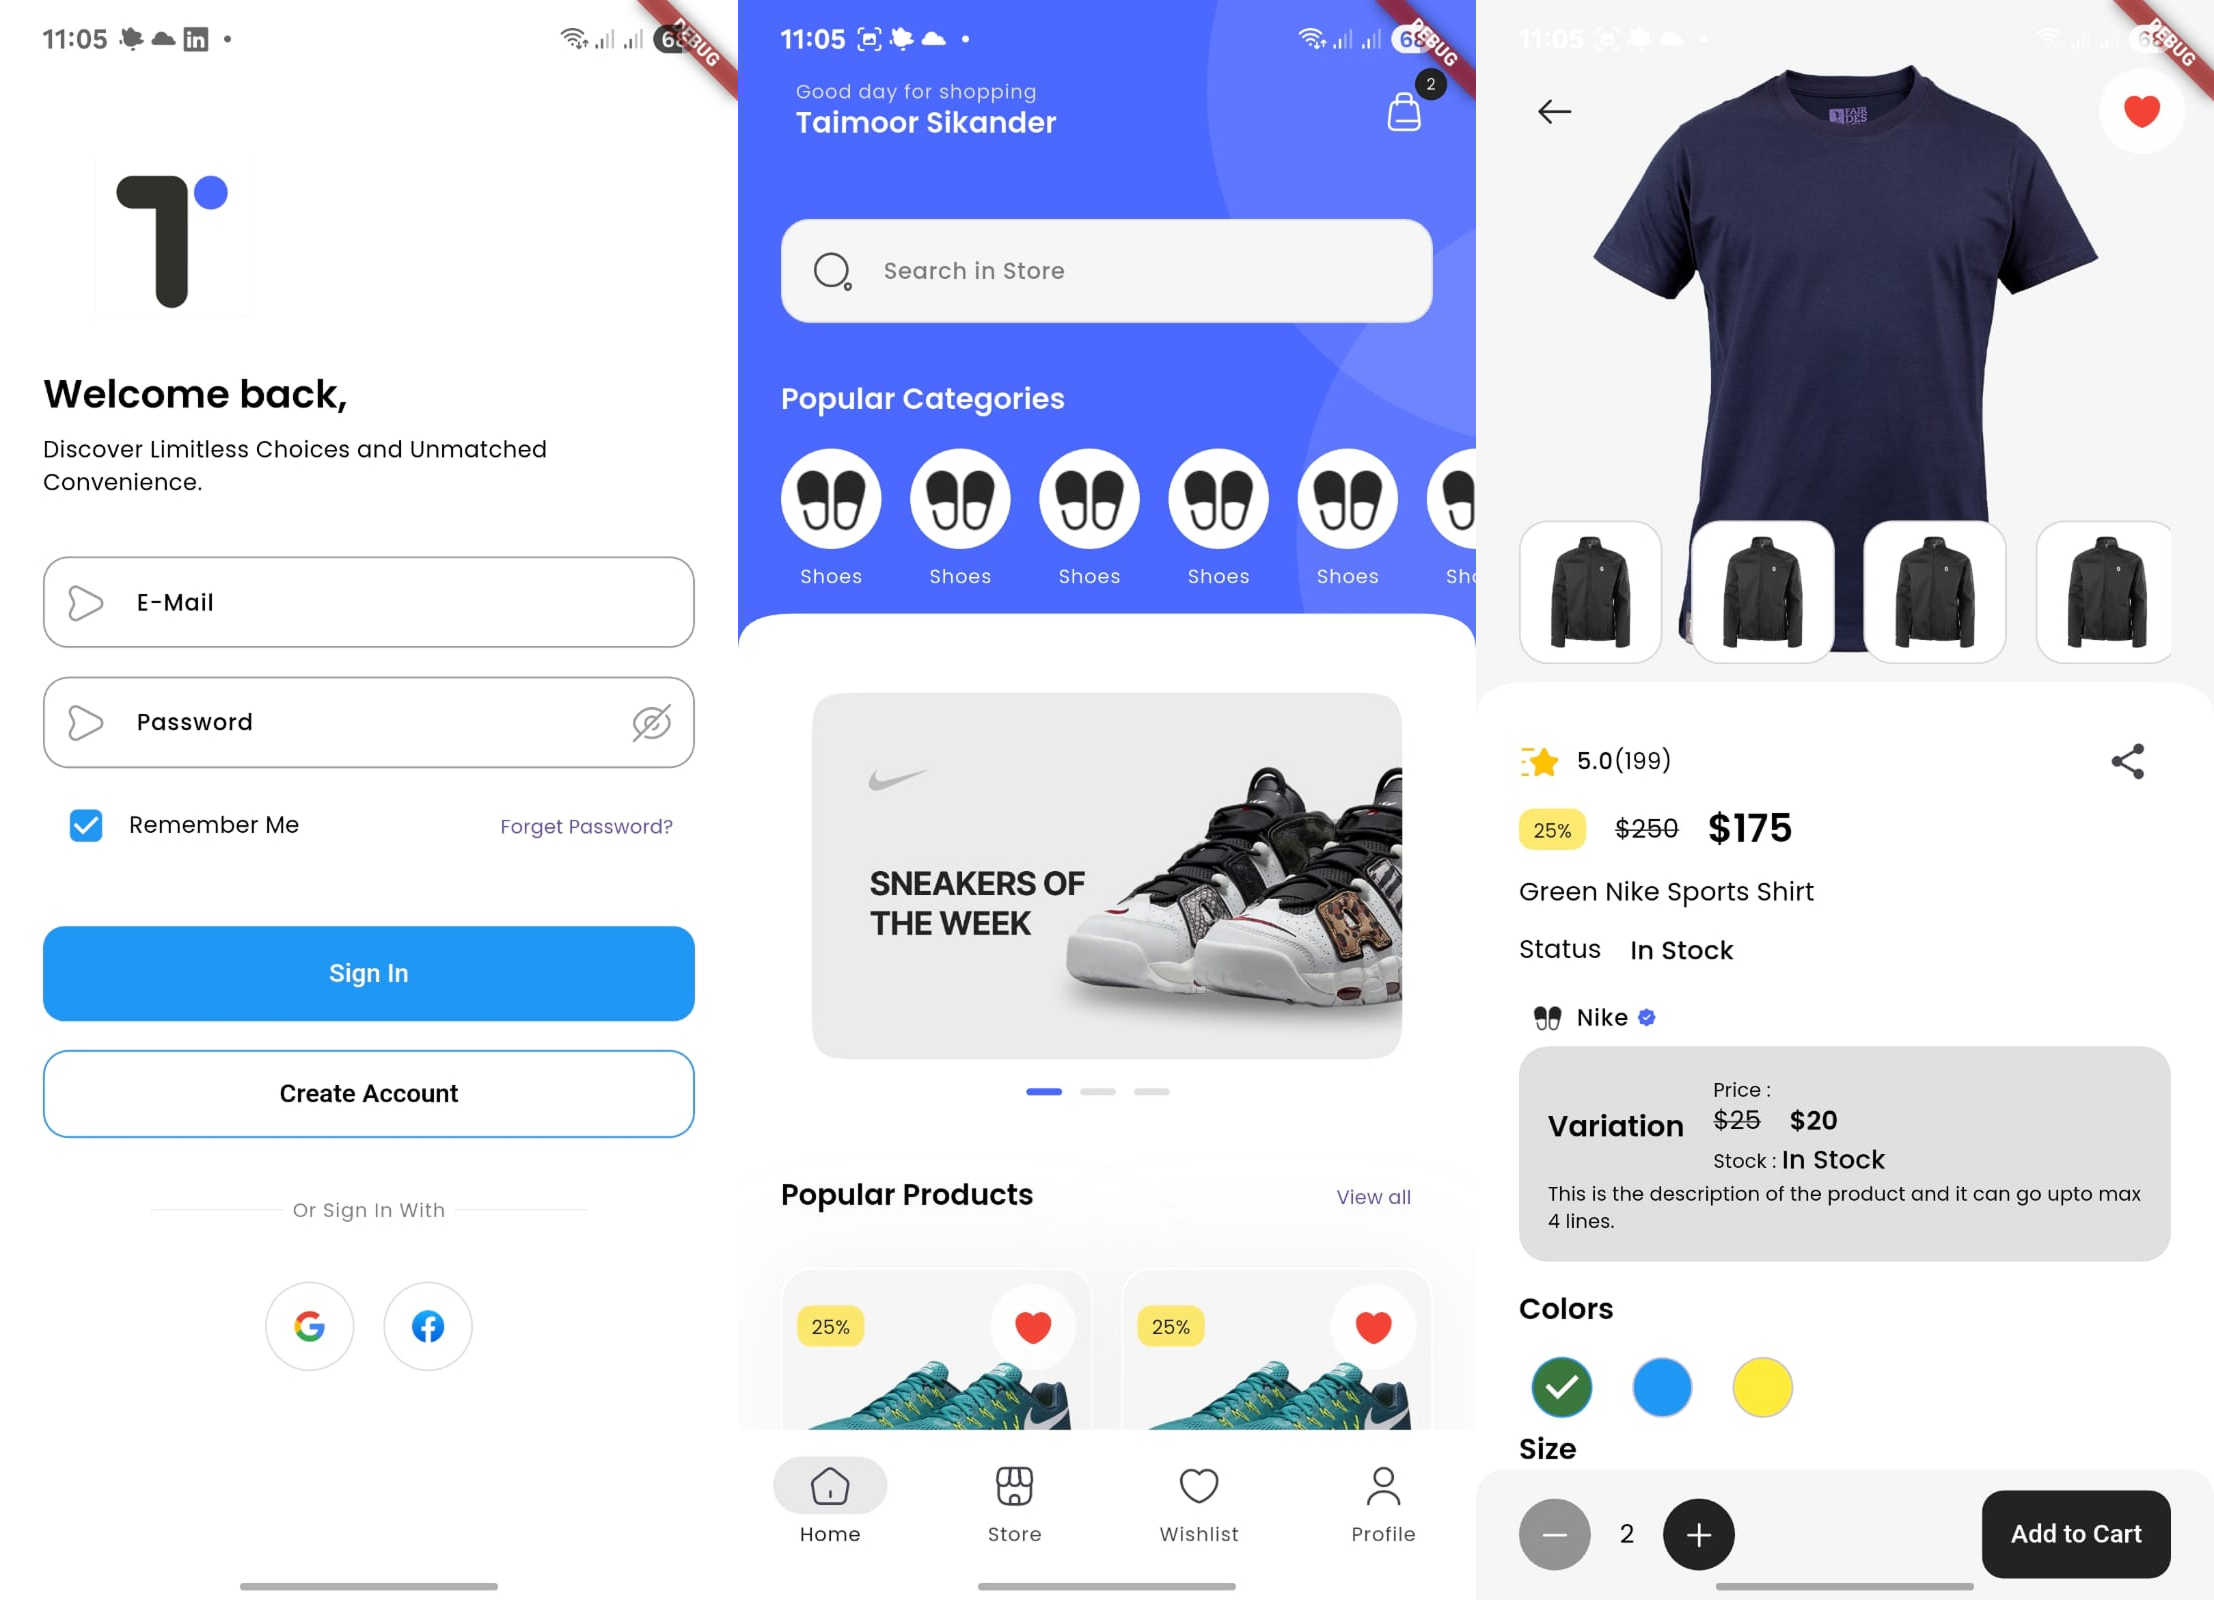 11:05
68
DEBUG
Welcome back,
Discover Limitless Choices and Unmatched
Convenience.
E-Mail
Password
Remember Me
Forget Password?
Sign In
Create Account
Or Sign In With
11:05
68
DEBUG
Good day for shopping
2
Taimoor Sikander
Search in Store
Popular Categories
Shoes Shoes Shoes Shoes Shoes
SNEAKERS OF
THE WEEK
Popular Products
View all
25%
25%
Home
Store
Wishlist
Profile
11:05
68
DEBUG
FAIR
DES
5.0(199)
25% $250 $175
Green Nike Sports Shirt
Status In Stock
Nike
Price :
Variation $25 $20
Stock : In Stock
This is the description of the product and it can go upto max
4 lines.
Colors
Size
2
Add to Cart